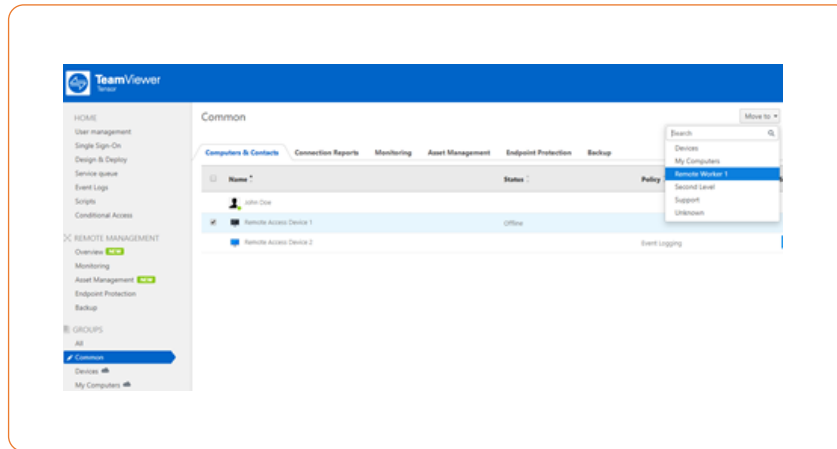 TeamViewer
Tensor
HOME
User management
Single Sign-On
Design & Deploy
Service queue
Event Logs
Scripts
Conditional Access
REMOTE MANAGEMENT
Overview NEW
Monitoring
Asset Management NEW
Endpoint Protection
Backup
GROUPS
All
Common
Devices
My Computers
Common
Move to
Computers & Contacts Connection Reports Monitoring Asset Management Endpoint Protection Backup
Name Status Policy
John Doe
Remote Access Device 1 Offline
Remote Access Device 2 Event Logging
Search
Devices
My Computers
Remote Worker 1
Second Level
Support
Unknown